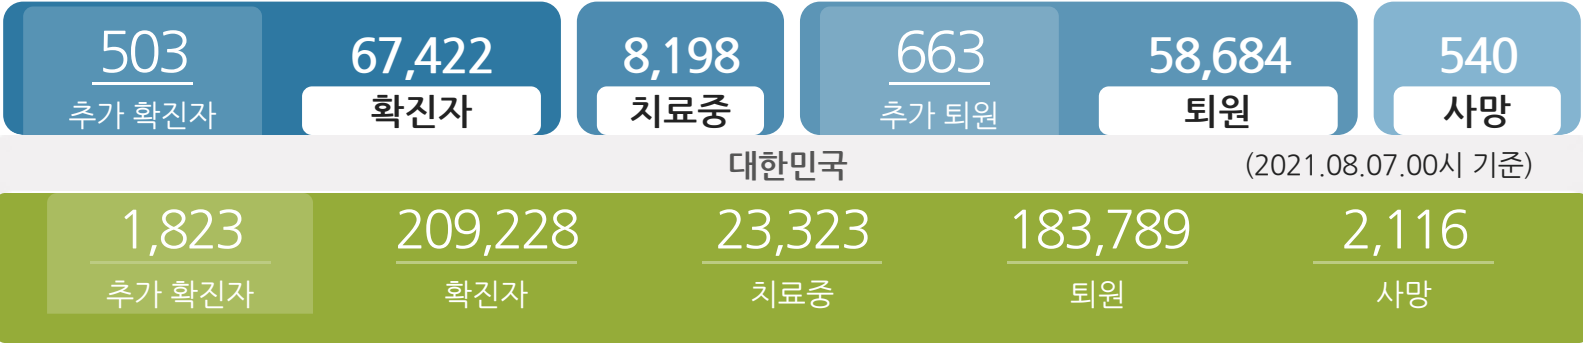 503 67,422 8,198 663 58,684 540
추가 확진자 확진자 치료중 추가 퇴원 퇴원 사망
대한민국 (2021.08.07.00시 기준)
1,823 209,228 23,323 183,789 2,116
추가 확진자 확진자 치료중 퇴원 사망